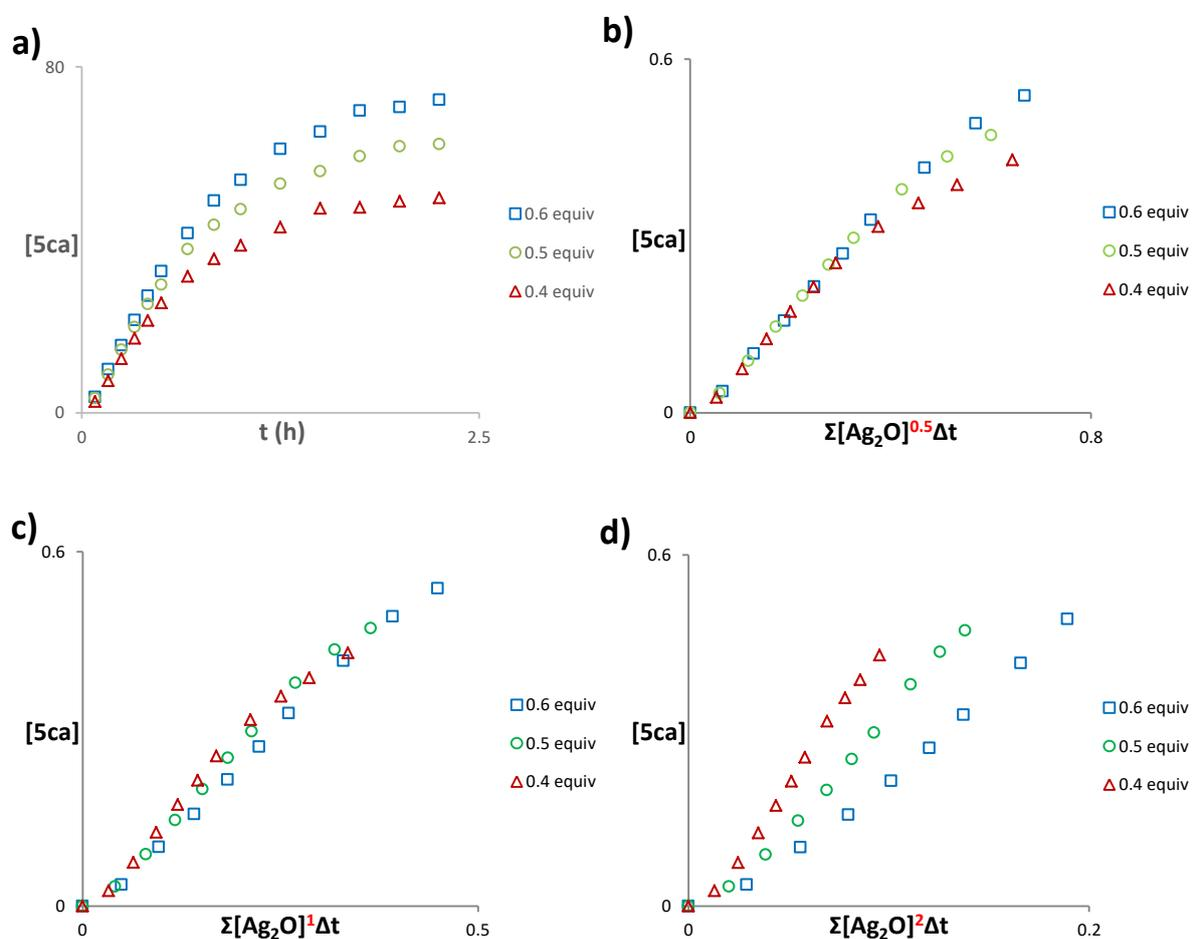 a)
80
[5ca]
0
0
t (h)
2.5
0.6 equiv
0.5 equiv
0.4 equiv
b)
0.6
[5ca]
0
0
Σ[Ag₂O]⁰·⁵Δt
0.8
0.6 equiv
0.5 equiv
0.4 equiv
c)
0.6
[5ca]
0
0
Σ[Ag₂O]¹Δt
0.5
0.6 equiv
0.5 equiv
0.4 equiv
d)
0.6
[5ca]
0
0
Σ[Ag₂O]²Δt
0.2
0.6 equiv
0.5 equiv
0.4 equiv